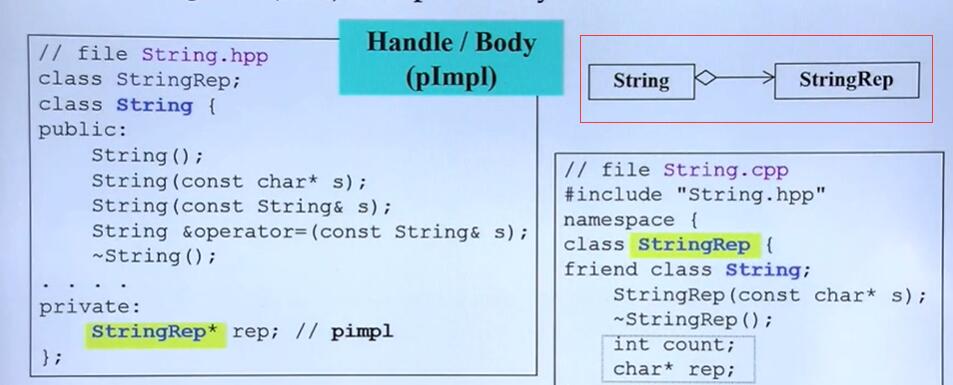 Handle / Body
(pImpl)
// file String.hpp
class StringRep;
class String {
public:
String();
String(const char* s);
String(const String& s);
String &operator=(const String& s);
~String();
. . . .
private:
StringRep* rep; // pimpl
};
String
StringRep
// file String.cpp
#include "String.hpp"
namespace {
class StringRep {
friend class String;
StringRep(const char* s);
~StringRep();
int count;
char* rep;